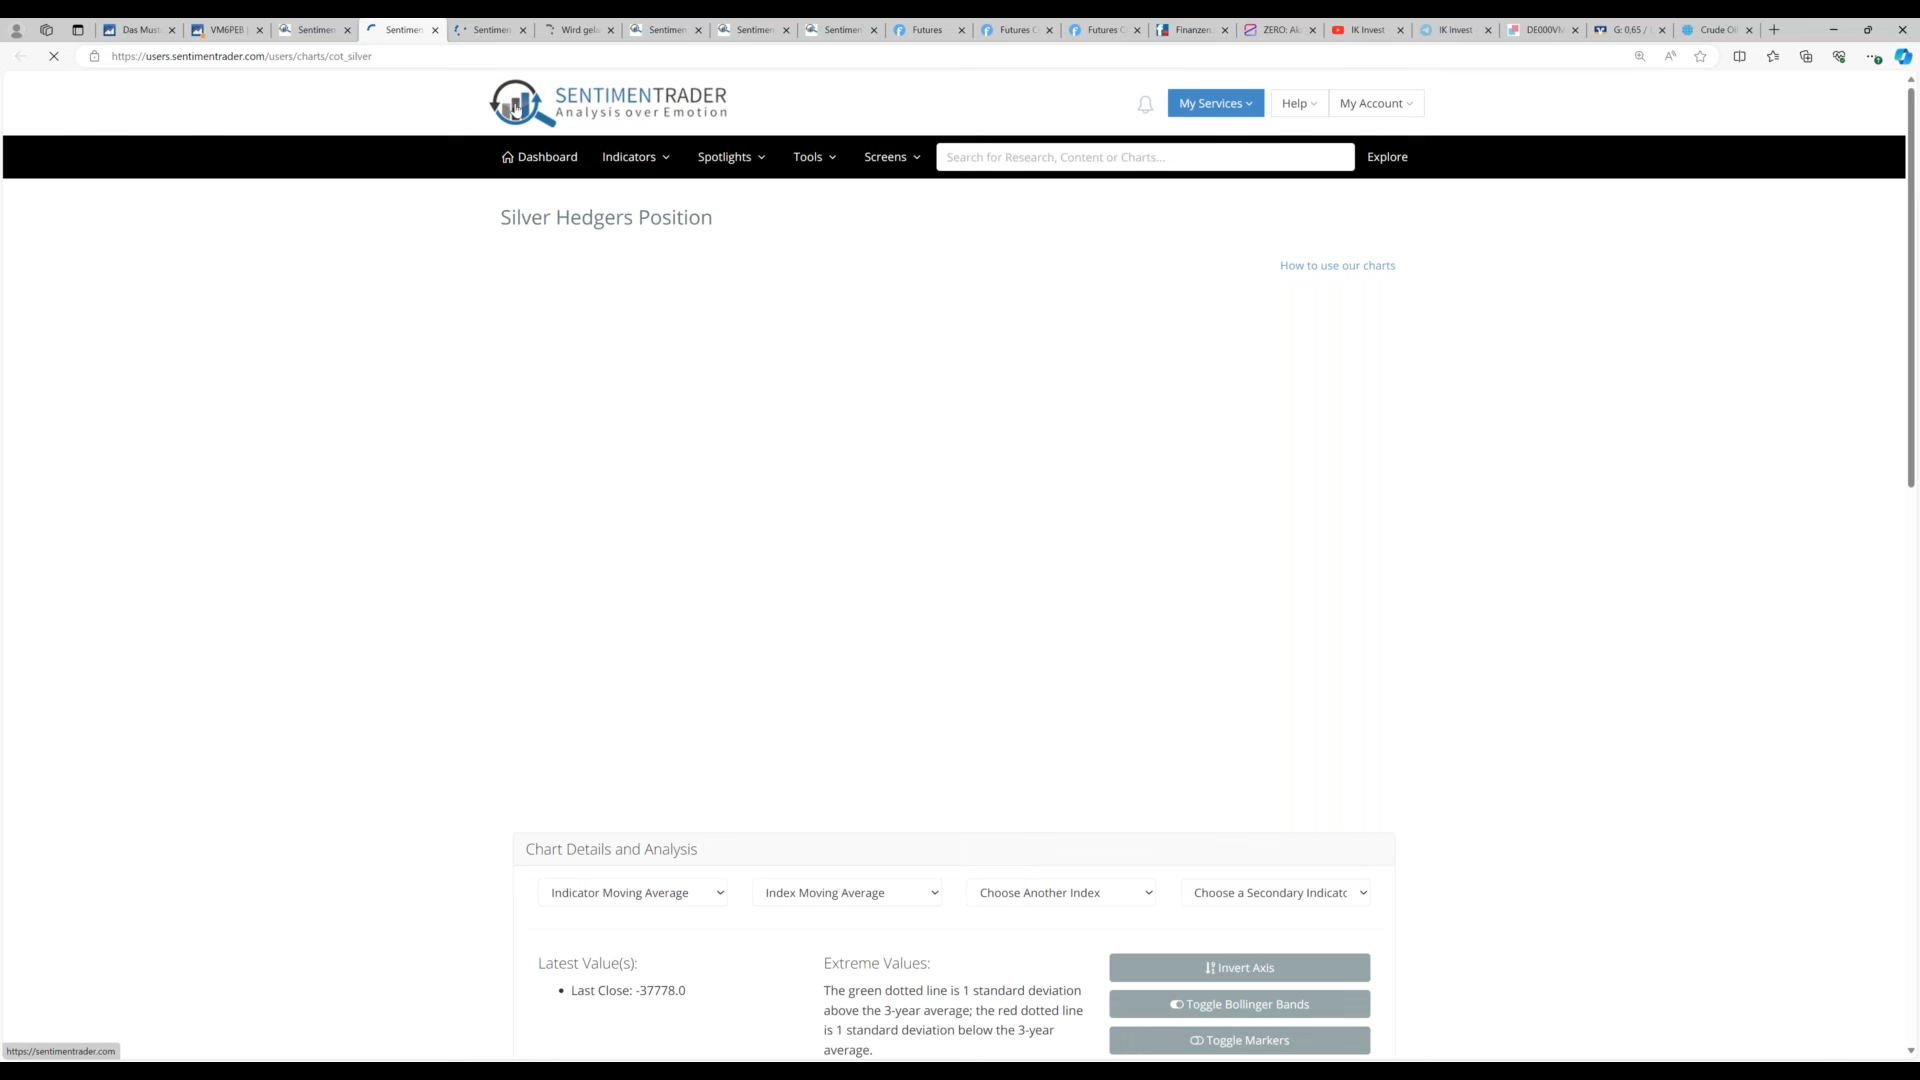 Das Must
VM6PEB
Sentimen
Sentimen
Sentimen
Wird gela
Sentimen
Sentimen
Sentimen
Futures
Futures C
Futures C
Finanzen.
ZERO: Ak
IK Invest
IK Invest
DE000VM
G: 0,65 /
Crude Oil
https://users.sentimentrader.com/users/charts/cot_silver
SENTIMENTRADER
Analysis over Emotion
My Services
Help
My Account
Dashboard
Indicators
Spotlights
Tools
Screens
Search for Research, Content or Charts...
Explore
Silver Hedgers Position
How to use our charts
Chart Details and Analysis
Indicator Moving Average
Index Moving Average
Choose Another Index
Choose a Secondary Indicatc
Latest Value(s):
• Last Close: -37778.0
Extreme Values:
The green dotted line is 1 standard deviation
above the 3-year average; the red dotted line
is 1 standard deviation below the 3-year
average.
Invert Axis
Toggle Bollinger Bands
Toggle Markers
https://sentimentrader.com